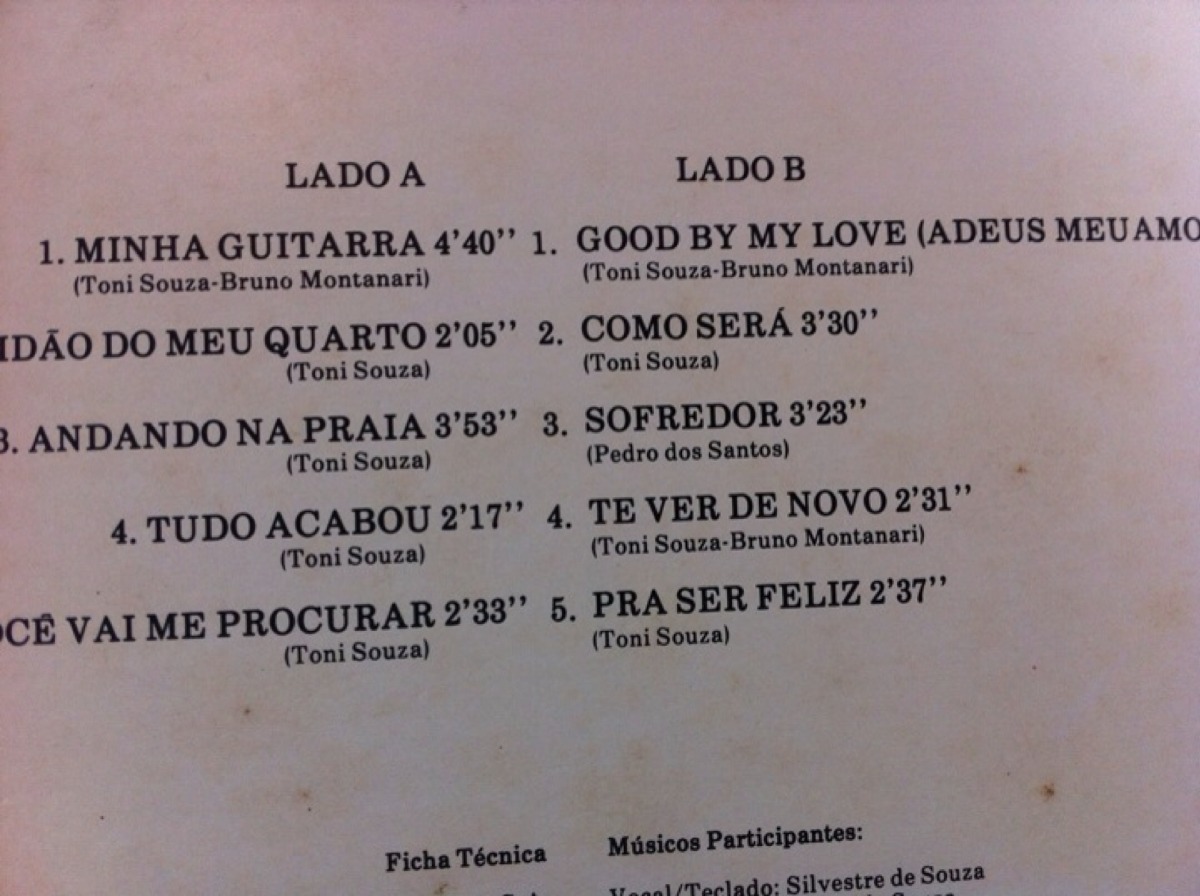 LADO A
1. MINHA GUITARRA 4'40''
(Toni Souza-Bruno Montanari)
IDÃO DO MEU QUARTO 2'05''
(Toni Souza)
3. ANDANDO NA PRAIA 3'53''
(Toni Souza)
4. TUDO ACABOU 2'17''
(Toni Souza)
OCÊ VAI ME PROCURAR 2'33''
(Toni Souza)
LADO B
1. GOOD BY MY LOVE (ADEUS MEU AMO
(Toni Souza-Bruno Montanari)
2. COMO SERÁ 3'30''
(Toni Souza)
3. SOFREDOR 3'23''
(Pedro dos Santos)
4. TE VER DE NOVO 2'31''
(Toni Souza-Bruno Montanari)
5. PRA SER FELIZ 2'37''
(Toni Souza)
Ficha Técnica
Músicos Participantes:
Vocal/Teclado: Silvestre de Souza